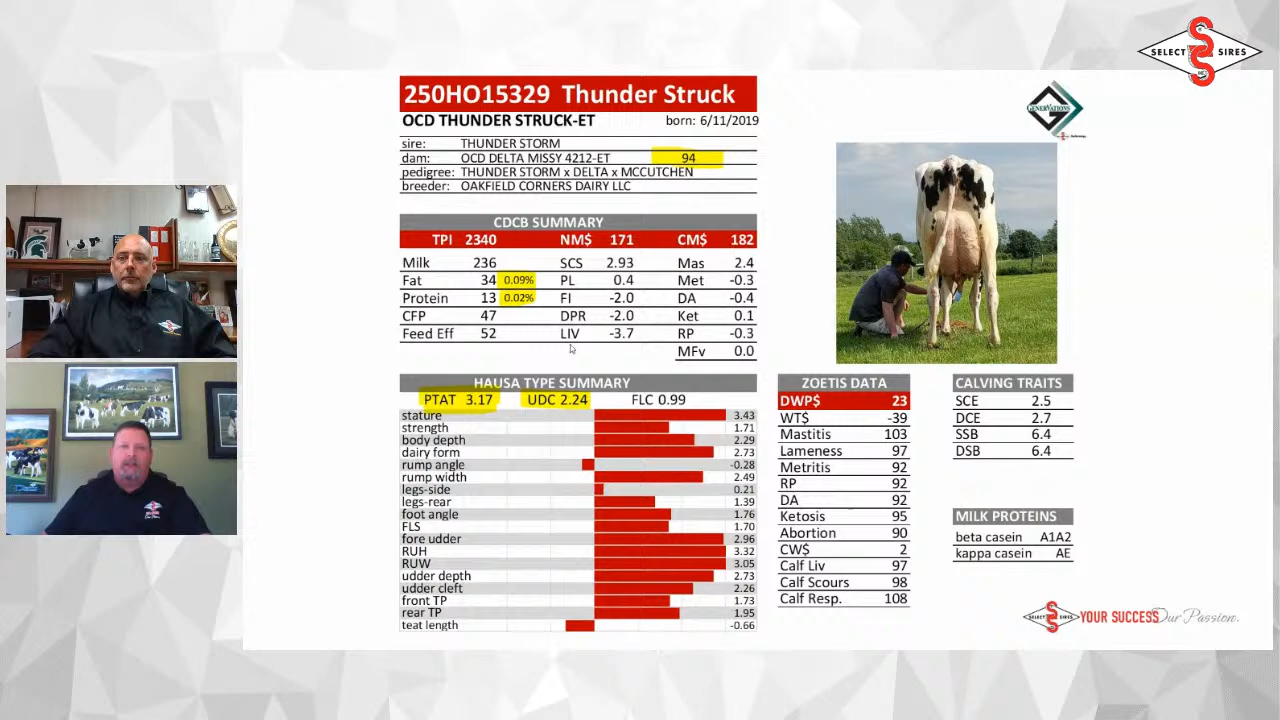 SELECT SIRES
250HO15329 Thunder Struck
OCD THUNDER STRUCK-ET born: 6/11/2019
sire: THUNDER STORM
dam: OCD DELTA MISSY 4212-ET 94
pedigree: THUNDER STORM x DELTA x MCCUTCHEN
breeder: OAKFIELD CORNERS DAIRY LLC
GENERVATIONS
CDCB SUMMARY
TPI 2340 NM$ 171 CM$ 182
Milk 236 SCS 2.93 Mas 2.4
Fat 34 0.09% PL 0.4 Met -0.3
Protein 13 0.02% FI -2.0 DA -0.4
CFP 47 DPR -2.0 Ket 0.1
Feed Eff 52 LIV -3.7 RP -0.3
MFv 0.0
HAUSA TYPE SUMMARY
PTAT 3.17 UDC 2.24 FLC 0.99
stature 3.43
strength 1.71
body depth 2.29
dairy form 2.73
rump angle -0.28
rump width 2.49
legs-side 0.21
legs-rear 1.39
foot angle 1.76
FLS 1.70
fore udder 2.96
RUH 3.32
RUW 3.05
udder depth 2.73
udder cleft 2.26
front TP 1.73
rear TP 1.95
teat length -0.66
ZOETIS DATA
DWP$ 23
WT$ -39
Mastitis 103
Lameness 97
Metritis 92
RP 92
DA 92
Ketosis 95
Abortion 90
CW$ 2
Calf Liv 97
Calf Scours 98
Calf Resp. 108
CALVING TRAITS
SCE 2.5
DCE 2.7
SSB 6.4
DSB 6.4
MILK PROTEINS
beta casein A1A2
kappa casein AE
SELECT SIRES YOUR SUCCESS Our Passion.